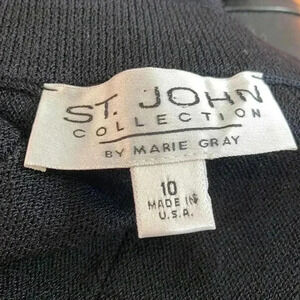 ST. JOHN
COLLECTION
BY MARIE GRAY
10
MADE IN
U.S.A.